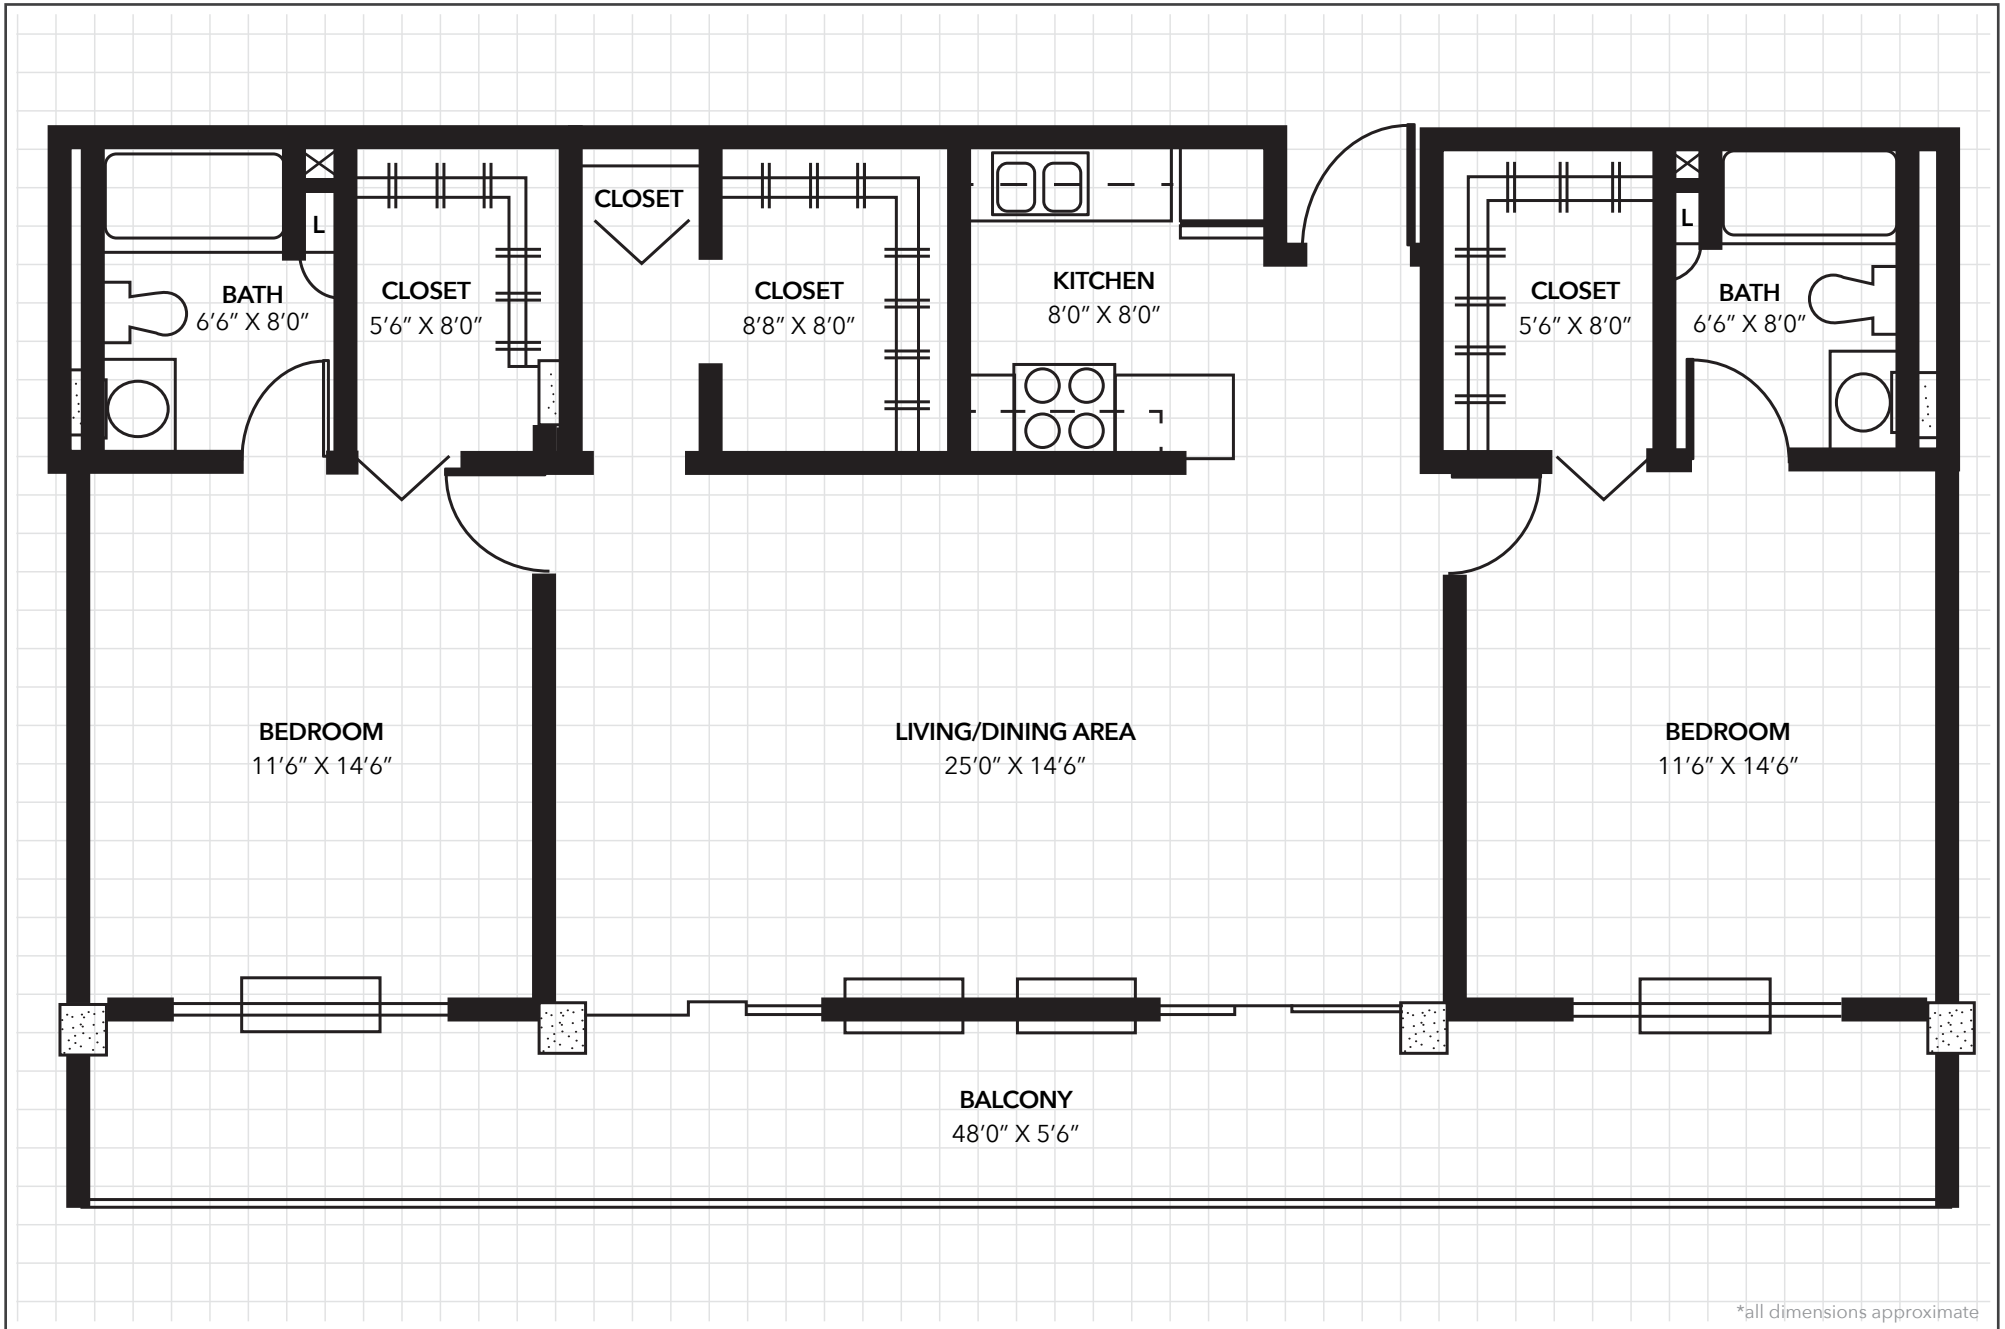 CLOSET
L
L
BATH
6’6” X 8’0”
CLOSET
5’6” X 8’0”
CLOSET
8’8” X 8’0”
KITCHEN
8’0” X 8’0”
CLOSET
5’6” X 8’0”
BATH
6’6” X 8’0”
BEDROOM
11’6” X 14’6”
LIVING/DINING AREA
25’0” X 14’6”
BEDROOM
11’6” X 14’6”
BALCONY
48’0” X 5’6”
*all dimensions approximate